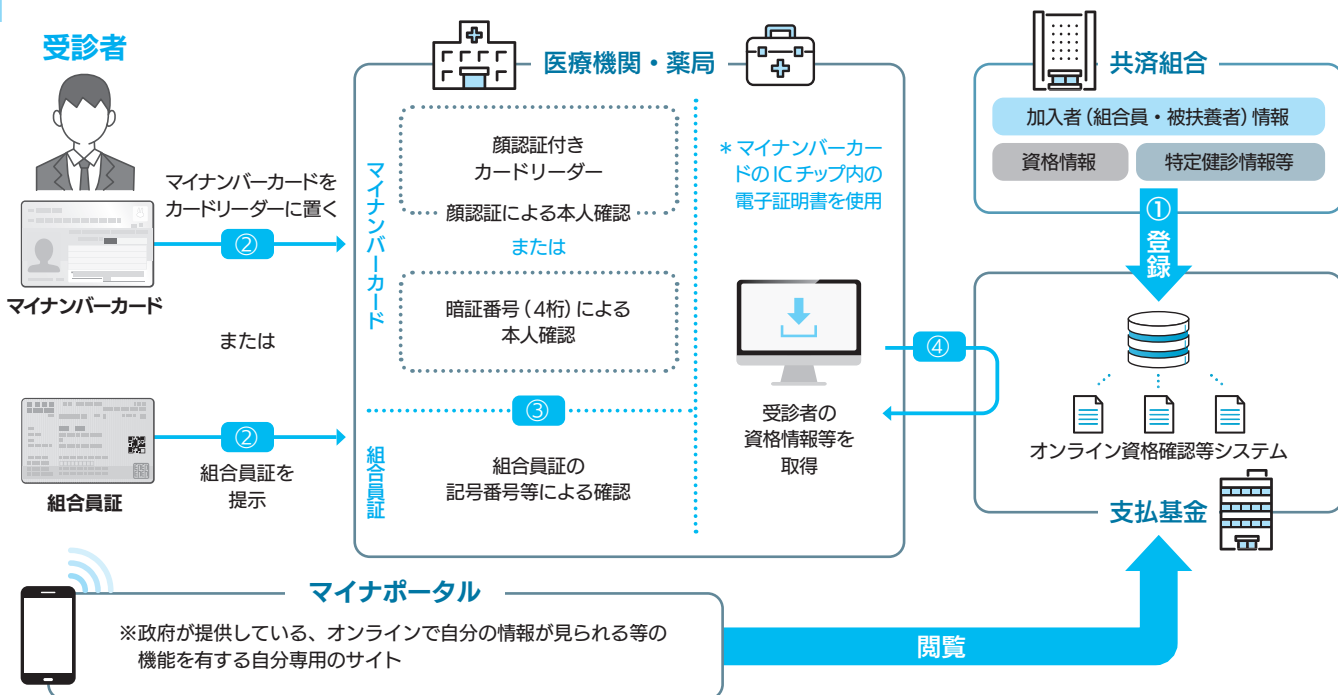 受診者
マイナンバーカードを
カードリーダーに置く
②
マイナンバーカード
または
②
組合員証を
提示
組合員証
医療機関・薬局
マイナンバーカード
顔認証付き
カードリーダー
顔認証による本人確認
または
暗証番号（4桁）による
本人確認
③
組合員証
組合員証の
記号番号等による確認
＊マイナンバーカー
ドのICチップ内の
電子証明書を使用
受診者の
資格情報等を
取得
④
共済組合
加入者（組合員・被扶養者）情報
資格情報
特定健診情報等
①
登録
オンライン資格確認等システム
支払基金
マイナポータル
※政府が提供している、オンラインで自分の情報が見られる等の
機能を有する自分専用のサイト
閲覧